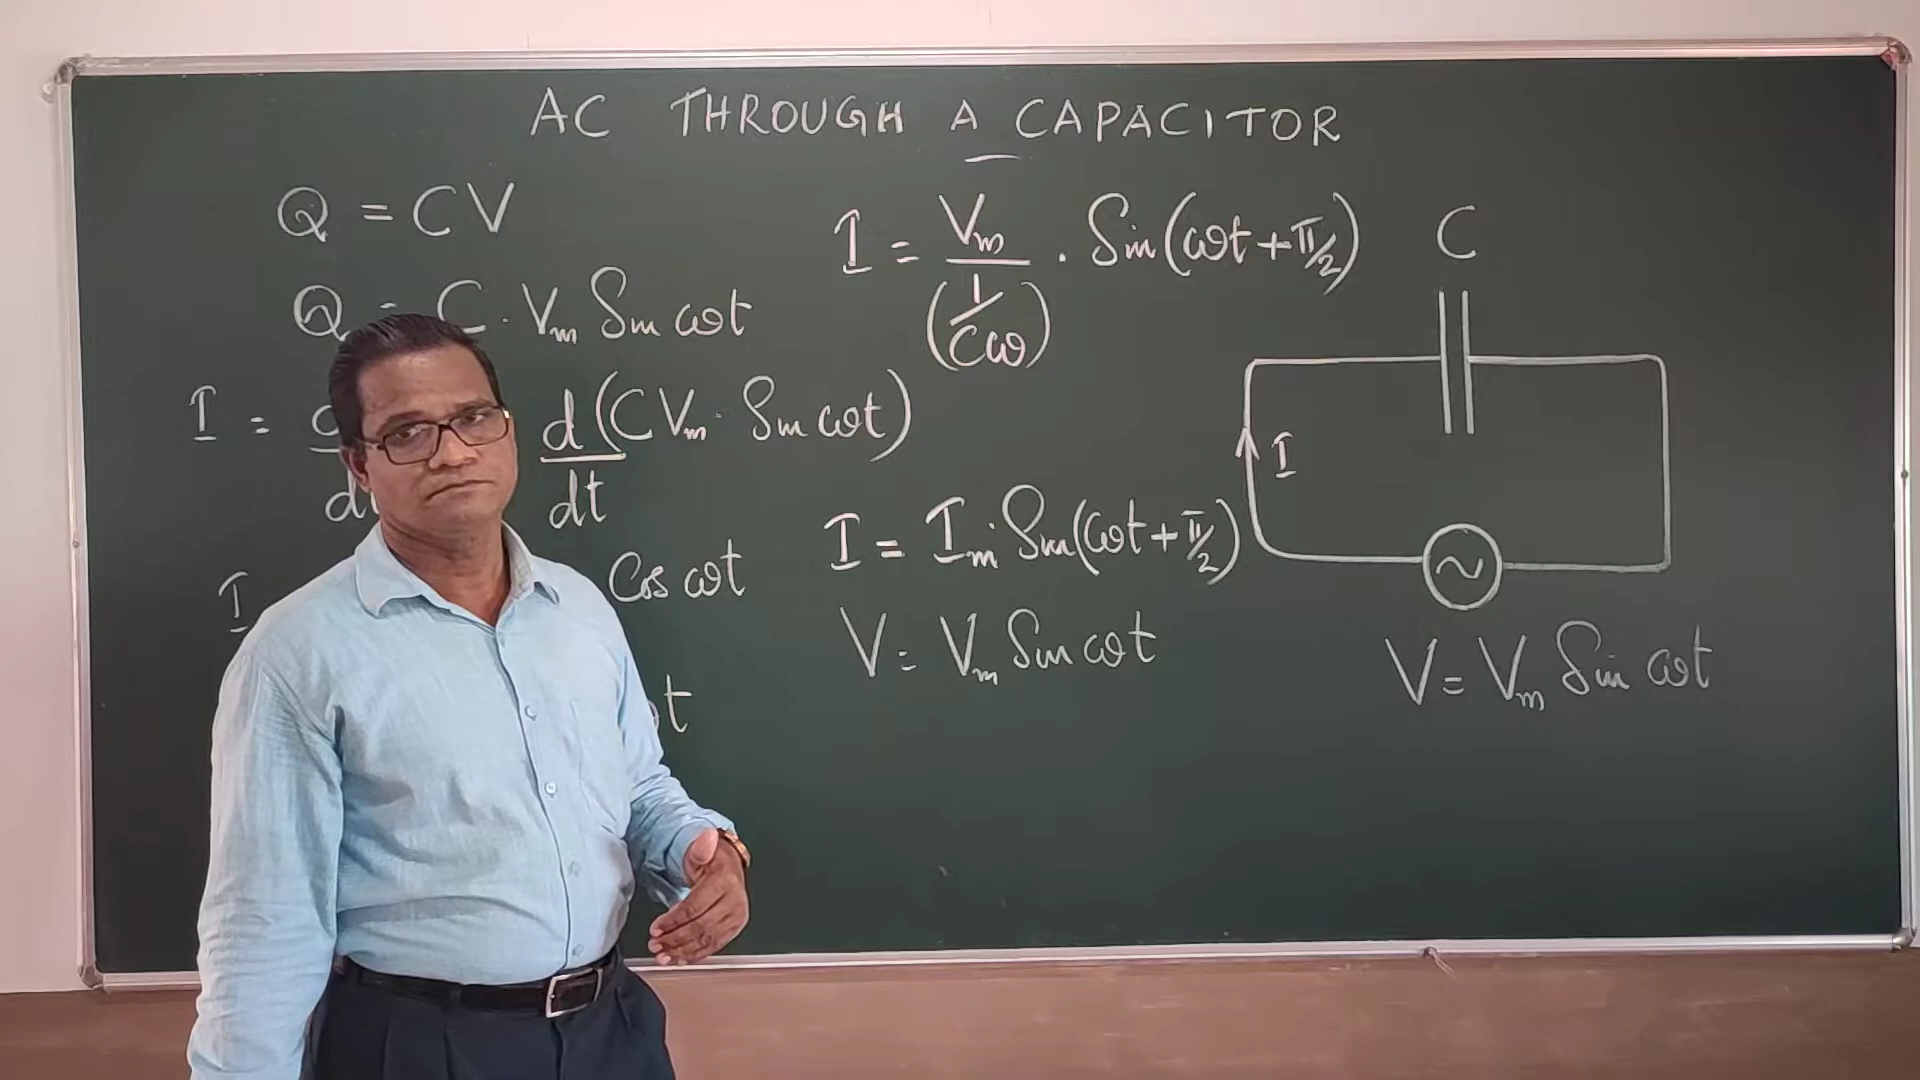 AC THROUGH A CAPACITOR
Q = CV
Q = C . Vm Sin ωt
I = d/dt (CVm . Sin ωt)
I Cos ωt
t
I = Vm/(1/Cω) . Sin(ωt + π/2)
I = Im . Sin(ωt + π/2)
V = Vm Sin ωt
C
I
~
V = Vm Sin ωt